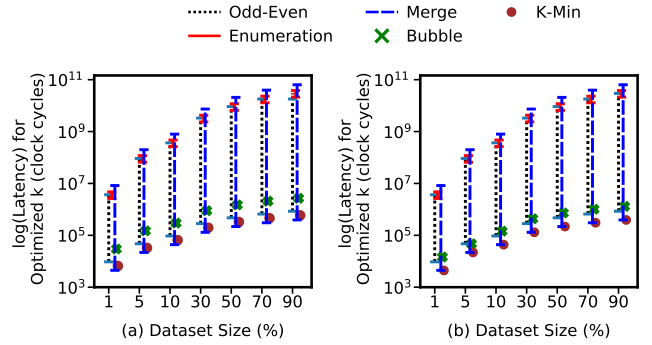 Odd-Even
Merge
K-Min
Enumeration
Bubble
log(Latency) for
Optimized k (clock cycles)
10^11
10^9
10^7
10^5
10^3
1 5 10 30 50 70 90
(a) Dataset Size (%)
log(Latency) for
Optimized k (clock cycles)
10^11
10^9
10^7
10^5
10^3
1 5 10 30 50 70 90
(b) Dataset Size (%)